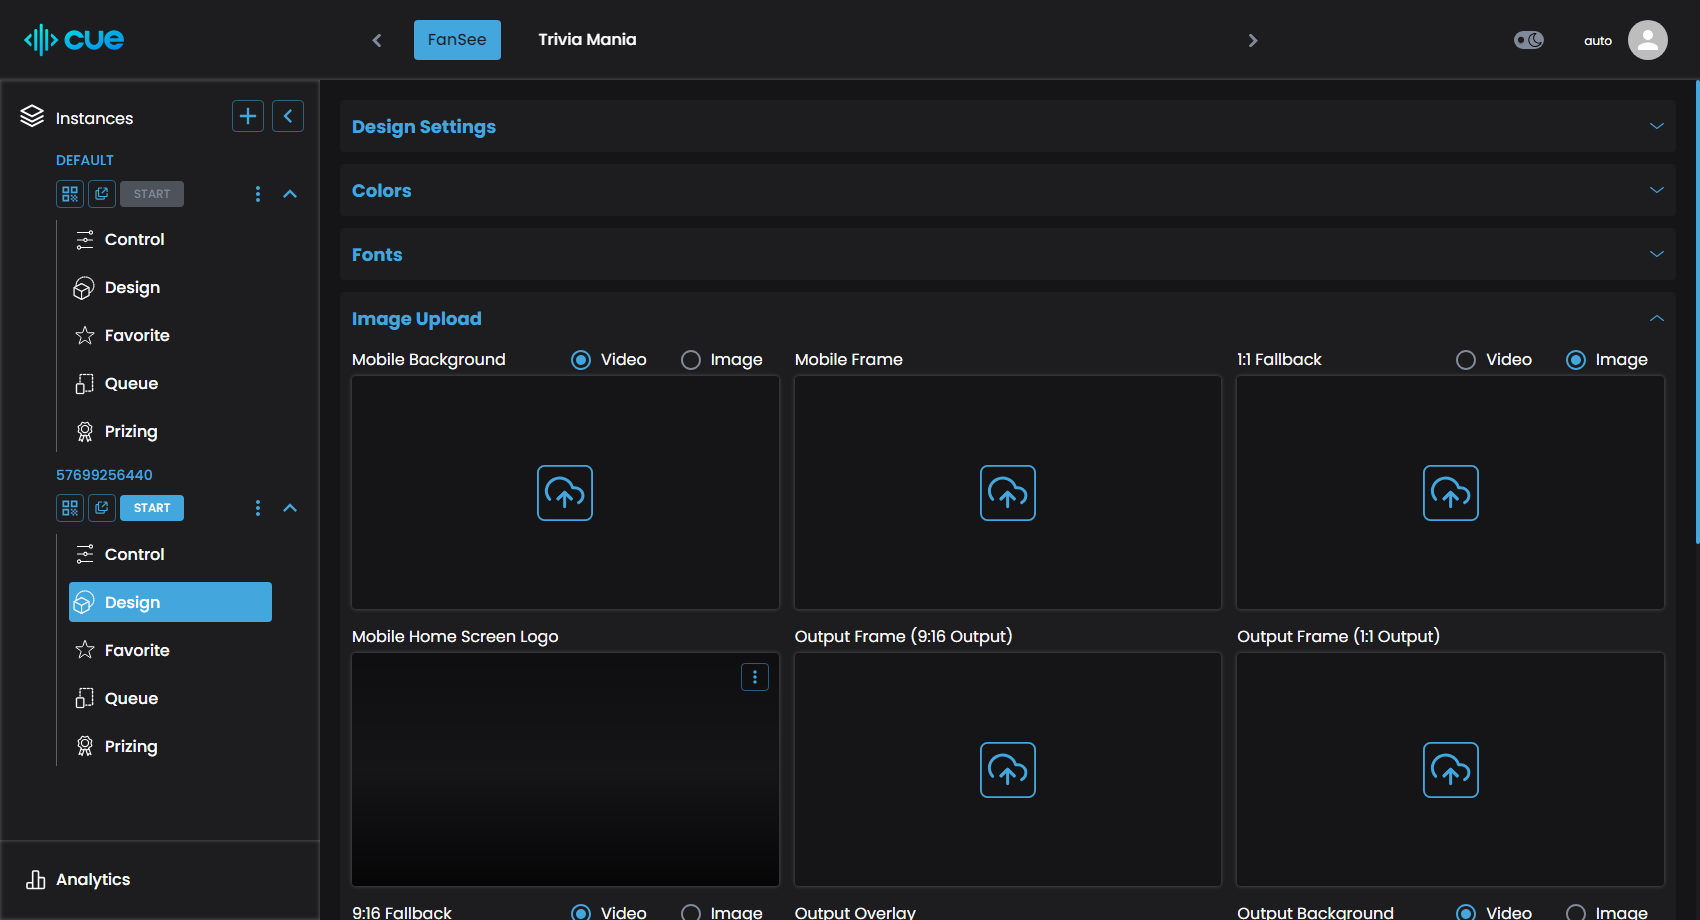 cue
FanSee
Trivia Mania
auto
Instances
DEFAULT
START
Control
Design
Favorite
Queue
Prizing
57699256440
START
Control
Design
Favorite
Queue
Prizing
Analytics
Design Settings
Colors
Fonts
Image Upload
Mobile Background Video Image
Mobile Frame
1:1 Fallback Video Image
Mobile Home Screen Logo
Output Frame (9:16 Output)
Output Frame (1:1 Output)
9:16 Fallback Video Image
Output Overlay
Output Background Video Image